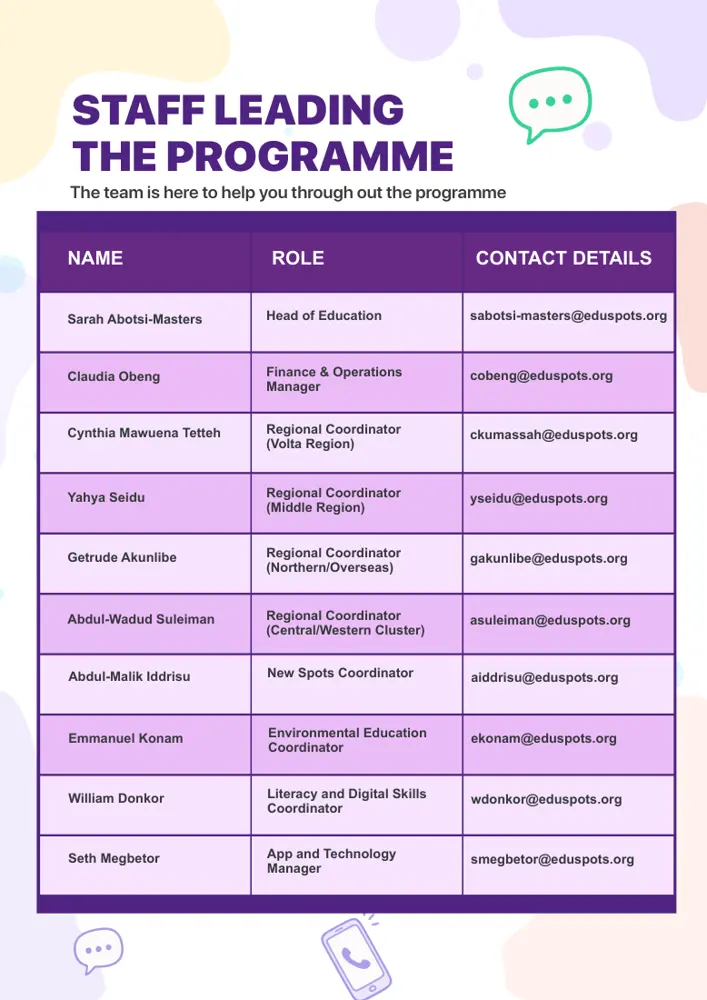 STAFF LEADING
THE PROGRAMME
The team is here to help you through out the programme
NAME ROLE CONTACT DETAILS
Sarah Abotsi-Masters Head of Education sabotsi-masters@eduspots.org
Claudia Obeng Finance & Operations
Manager cobeng@eduspots.org
Cynthia Mawuena Tetteh Regional Coordinator
(Volta Region) ckumassah@eduspots.org
Yahya Seidu Regional Coordinator
(Middle Region) yseidu@eduspots.org
Getrude Akunlibe Regional Coordinator
(Northern/Overseas) gakunlibe@eduspots.org
Abdul-Wadud Suleiman Regional Coordinator
(Central/Western Cluster) asuleiman@eduspots.org
Abdul-Malik Iddrisu New Spots Coordinator aiddrisu@eduspots.org
Emmanuel Konam Environmental Education
Coordinator ekonam@eduspots.org
William Donkor Literacy and Digital Skills
Coordinator wdonkor@eduspots.org
Seth Megbetor App and Technology
Manager smegbetor@eduspots.org